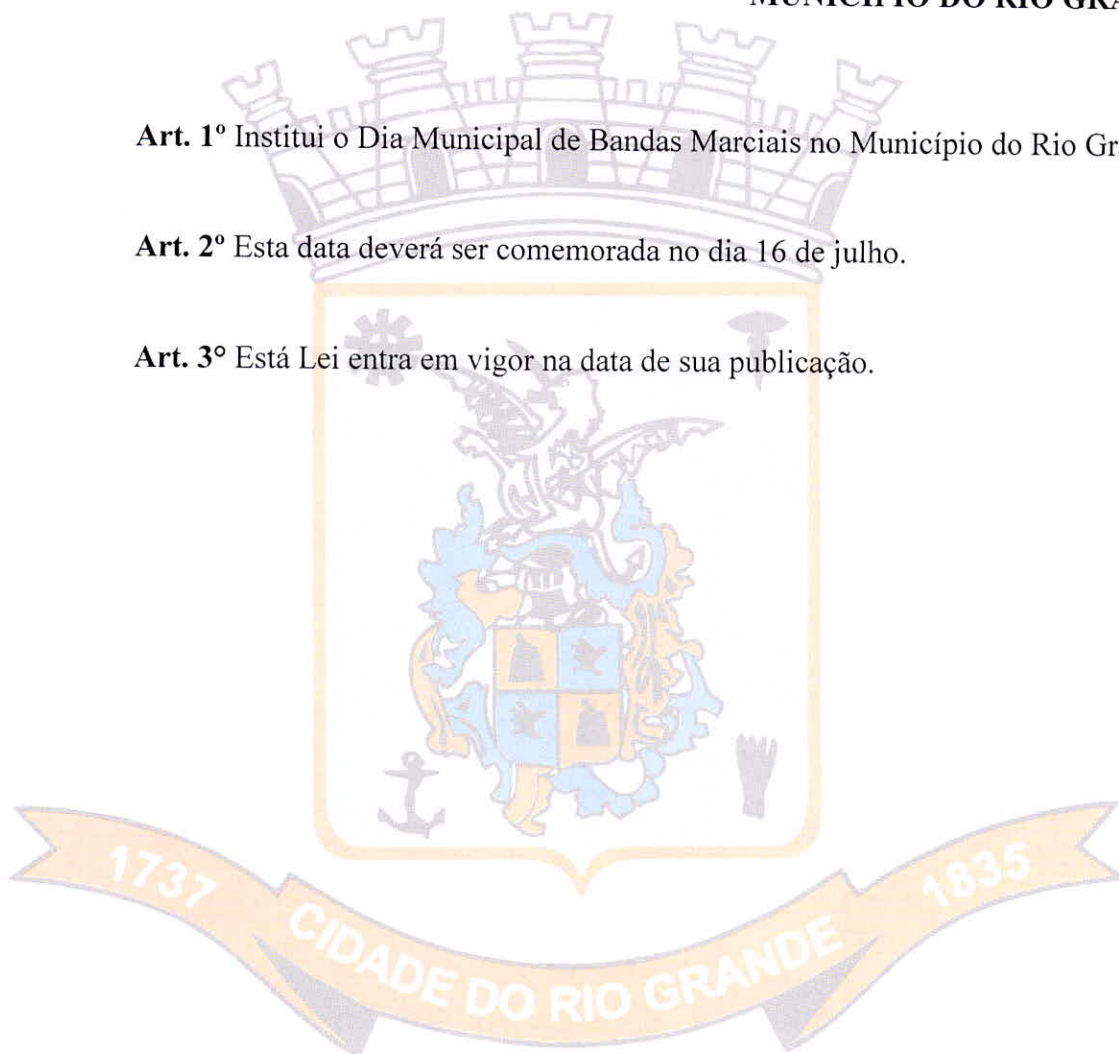 MUNICÍPIO DO RIO GRA
Art. 1º Institui o Dia Municipal de Bandas Marciais no Município do Rio Gr
Art. 2º Esta data deverá ser comemorada no dia 16 de julho.
Art. 3° Está Lei entra em vigor na data de sua publicação.
1737 CIDADE DO RIO GRANDE 1835